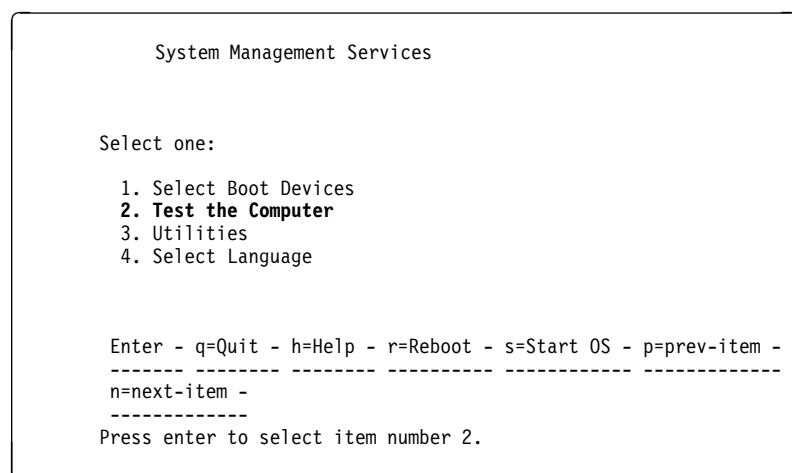 System Management Services
Select one:
1. Select Boot Devices
2. Test the Computer
3. Utilities
4. Select Language
Enter - q=Quit - h=Help - r=Reboot - s=Start OS - p=prev-item -
------- -------- -------- ---------- ------------ -------------
n=next-item -
-------------
Press enter to select item number 2.